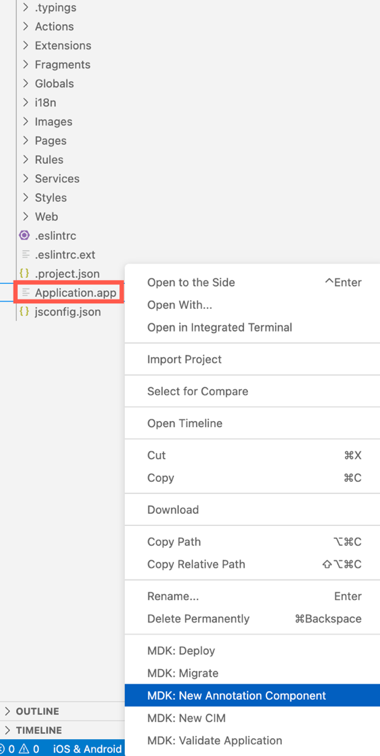 .typings
Actions
Extensions
Fragments
Globals
i18n
Images
Pages
Rules
Services
Styles
Web
.eslintrc
.eslintrc.ext
{} .project.json
Application.app
{} jsconfig.json
Open to the Side ^Enter
Open With...
Open in Integrated Terminal
Import Project
Select for Compare
Open Timeline
Cut ⌘X
Copy ⌘C
Download
Copy Path ⌥⌘C
Copy Relative Path ⇧⌥⌘C
Rename... Enter
Delete Permanently ⌘Backspace
MDK: Deploy
MDK: Migrate
MDK: New Annotation Component
MDK: New CIM
MDK: Validate Application
OUTLINE
TIMELINE
0 0 iOS & Android